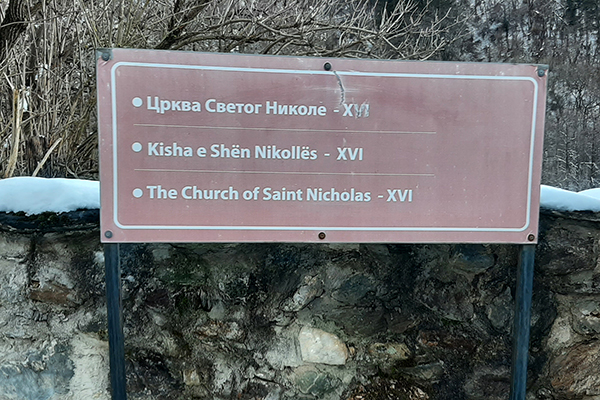 • Црква Светог Николе - XVI
• Kisha e Shën Nikollës - XVI
• The Church of Saint Nicholas - XVI